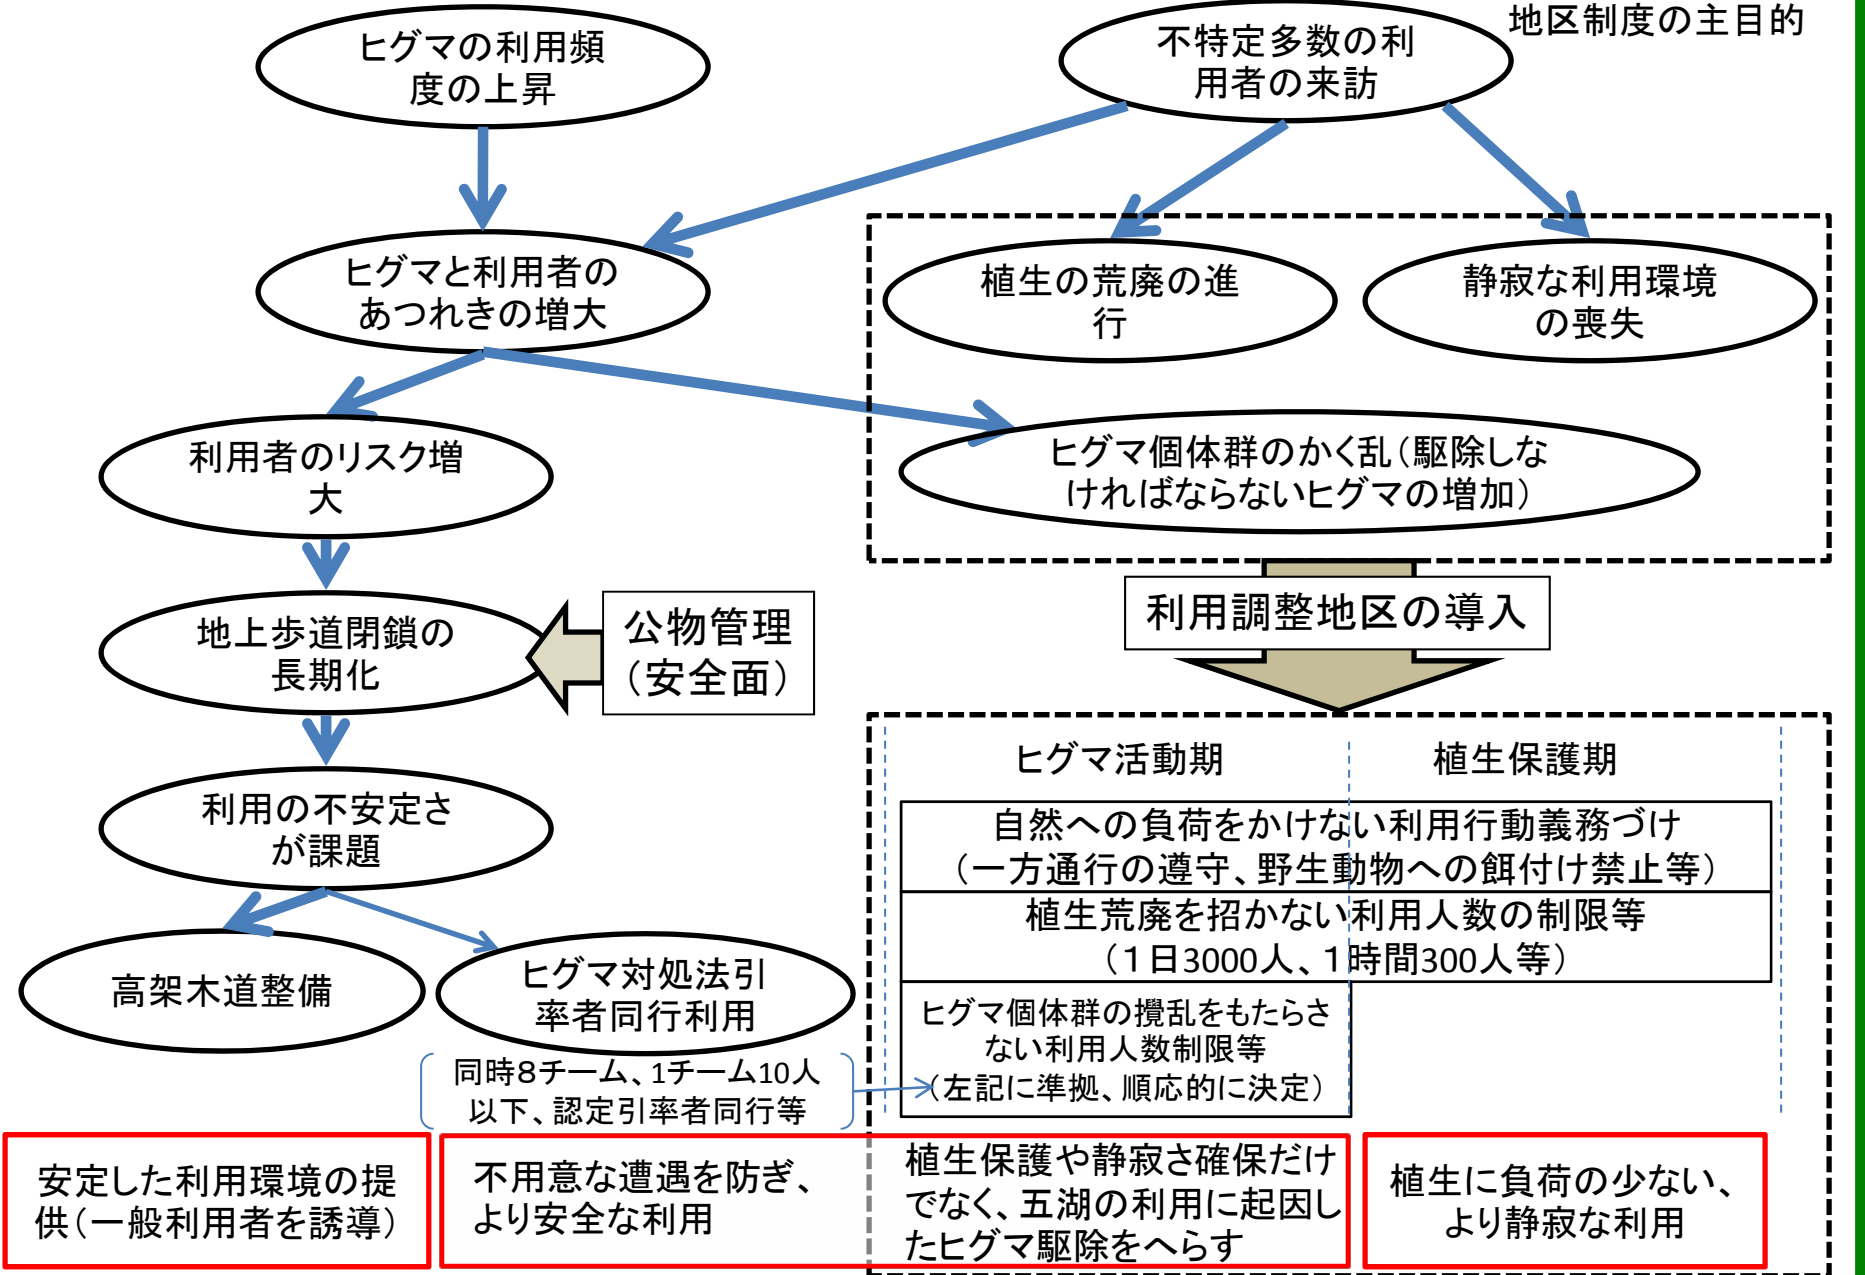 地区制度の主目的
ヒグマの利用頻
度の上昇
不特定多数の利
用者の来訪
ヒグマと利用者の
あつれきの増大
植生の荒廃の進
行
静寂な利用環境
の喪失
利用者のリスク増
大
ヒグマ個体群のかく乱（駆除しな
ければならないヒグマの増加）
地上歩道閉鎖の
長期化
公物管理
（安全面）
利用調整地区の導入
利用の不安定さ
が課題
ヒグマ活動期
植生保護期
自然への負荷をかけない利用行動義務づけ
（一方通行の遵守、野生動物への餌付け禁止等）
植生荒廃を招かない利用人数の制限等
（１日3000人、１時間300人等）
高架木道整備
ヒグマ対処法引
率者同行利用
ヒグマ個体群の攪乱をもたらさ
ない利用人数制限等
（左記に準拠、順応的に決定）
同時８チーム、1チーム10人
以下、認定引率者同行等
安定した利用環境の提
供（一般利用者を誘導）
不用意な遭遇を防ぎ、
より安全な利用
植生保護や静寂さ確保だけ
でなく、五湖の利用に起因し
たヒグマ駆除をへらす
植生に負荷の少ない、
より静寂な利用